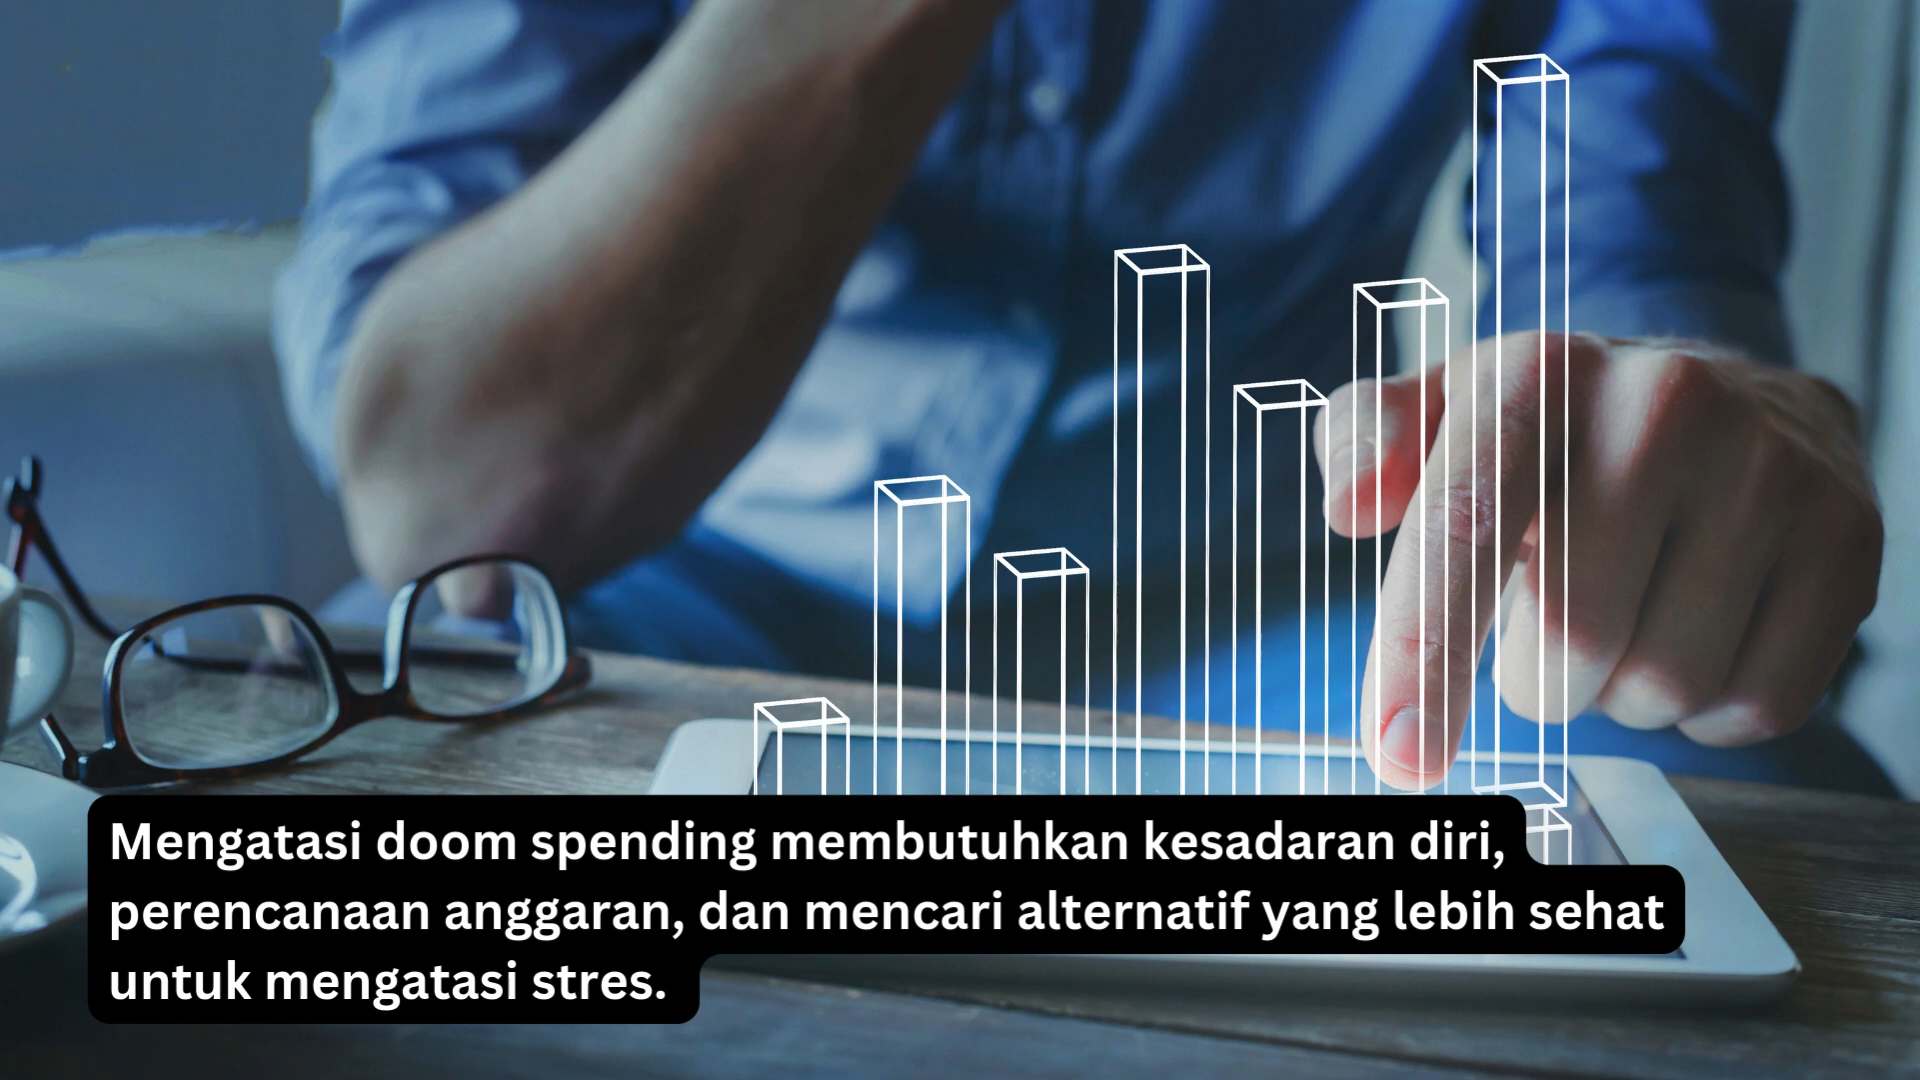 Mengatasi doom spending membutuhkan kesadaran diri,
perencanaan anggaran, dan mencari alternatif yang lebih sehat
untuk mengatasi stres.